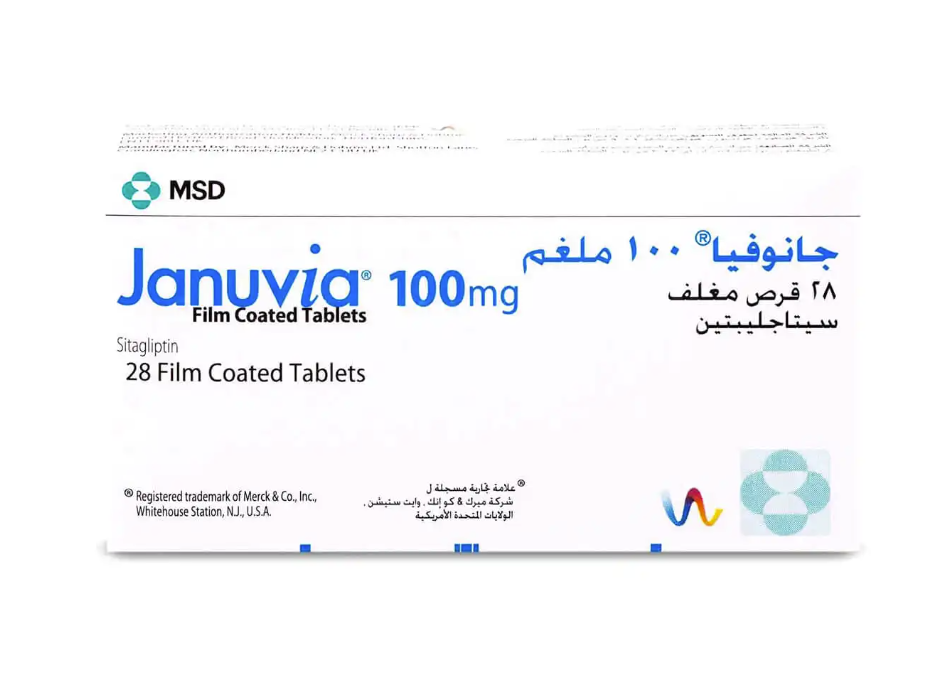 MSD
Januvia® 100mg
Film Coated Tablets
Sitagliptin
28 Film Coated Tablets
جانوفيا® ١٠٠ ملغم
٢٨ قرص مغلف
سيتاجليبتين
® Registered trademark of Merck & Co., Inc.,
Whitehouse Station, N.J., U.S.A.
® علامة تجارية مسجلة ل
شركة ميرك & كو إنك. وايت ستيشن.
الولايات المتحدة الأمريكية